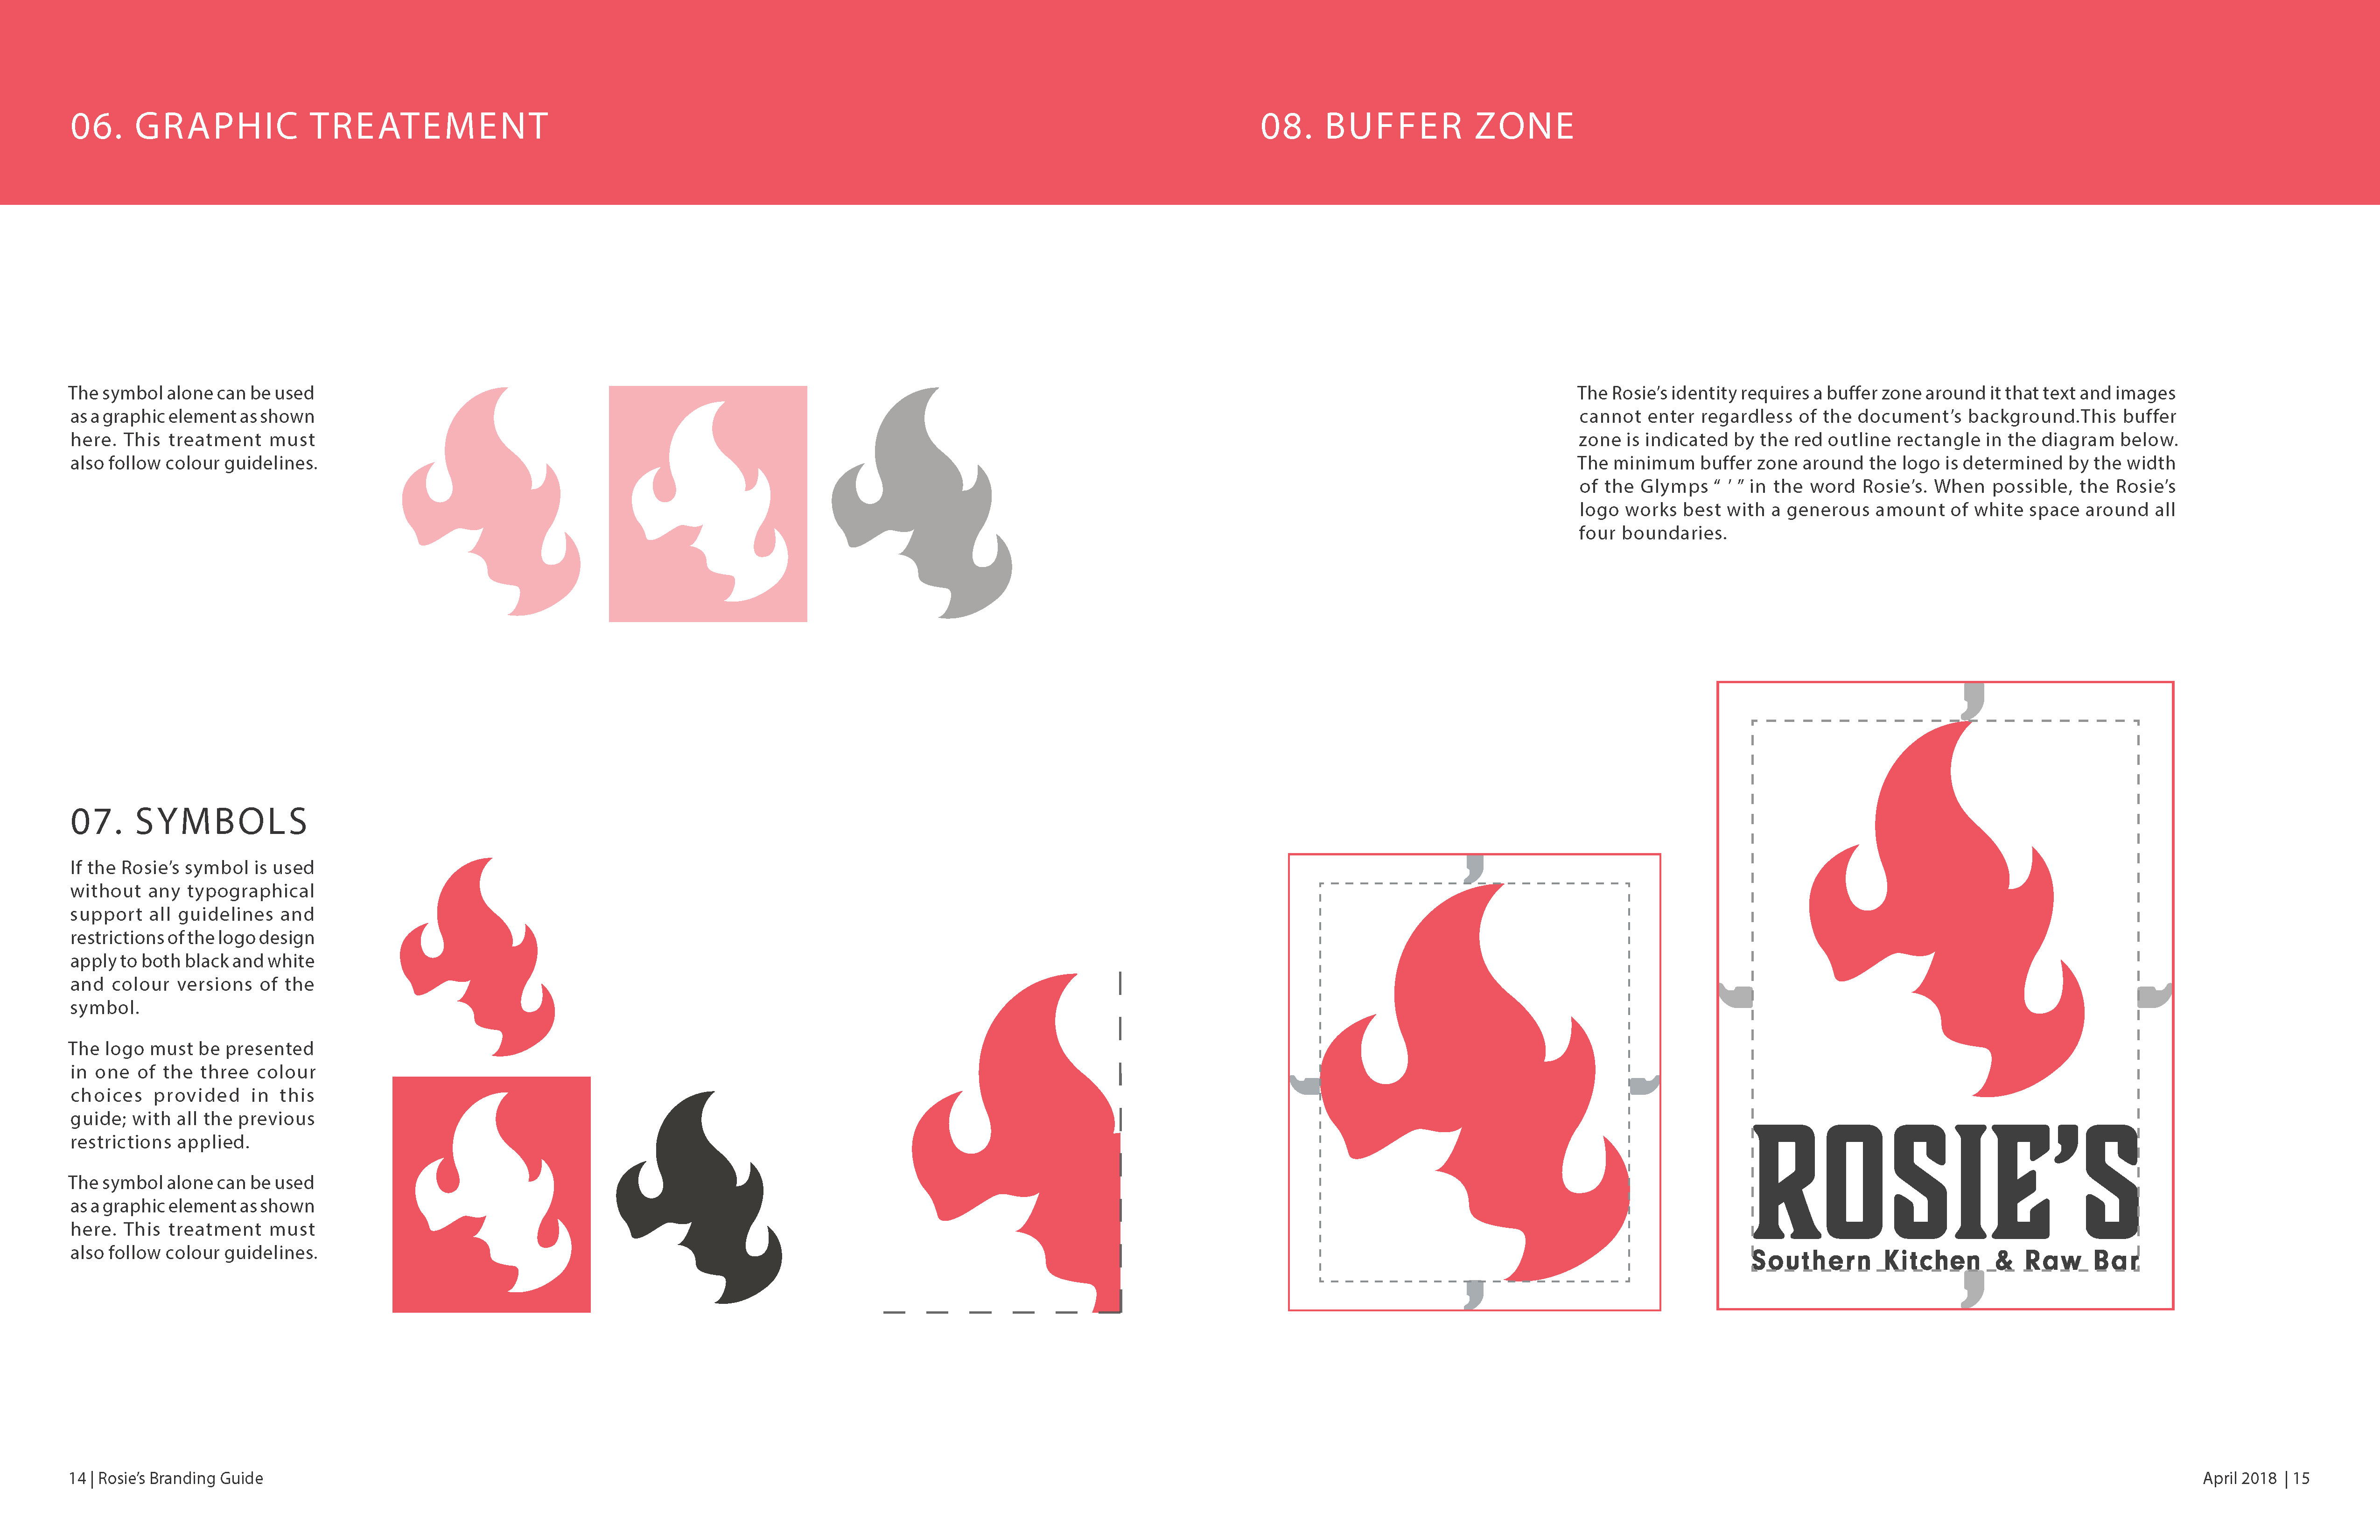 06. GRAPHIC TREATEMENT
The symbol alone can be used
as a graphic element as shown
here. This treatment must
also follow colour guidelines.
07. SYMBOLS
If the Rosie’s symbol is used
without any typographical
support all guidelines and
restrictions of the logo design
apply to both black and white
and colour versions of the
symbol.
The logo must be presented
in one of the three colour
choices provided in this
guide; with all the previous
restrictions applied.
The symbol alone can be used
as a graphic element as shown
here. This treatment must
also follow colour guidelines.
14 | Rosie’s Branding Guide
08. BUFFER ZONE
The Rosie’s identity requires a buffer zone around it that text and images
cannot enter regardless of the document’s background.This buffer
zone is indicated by the red outline rectangle in the diagram below.
The minimum buffer zone around the logo is determined by the width
of the Glymps “ ’ ” in the word Rosie’s. When possible, the Rosie’s
logo works best with a generous amount of white space around all
four boundaries.
ROSIE’S
Southern Kitchen & Raw Bar
April 2018 | 15